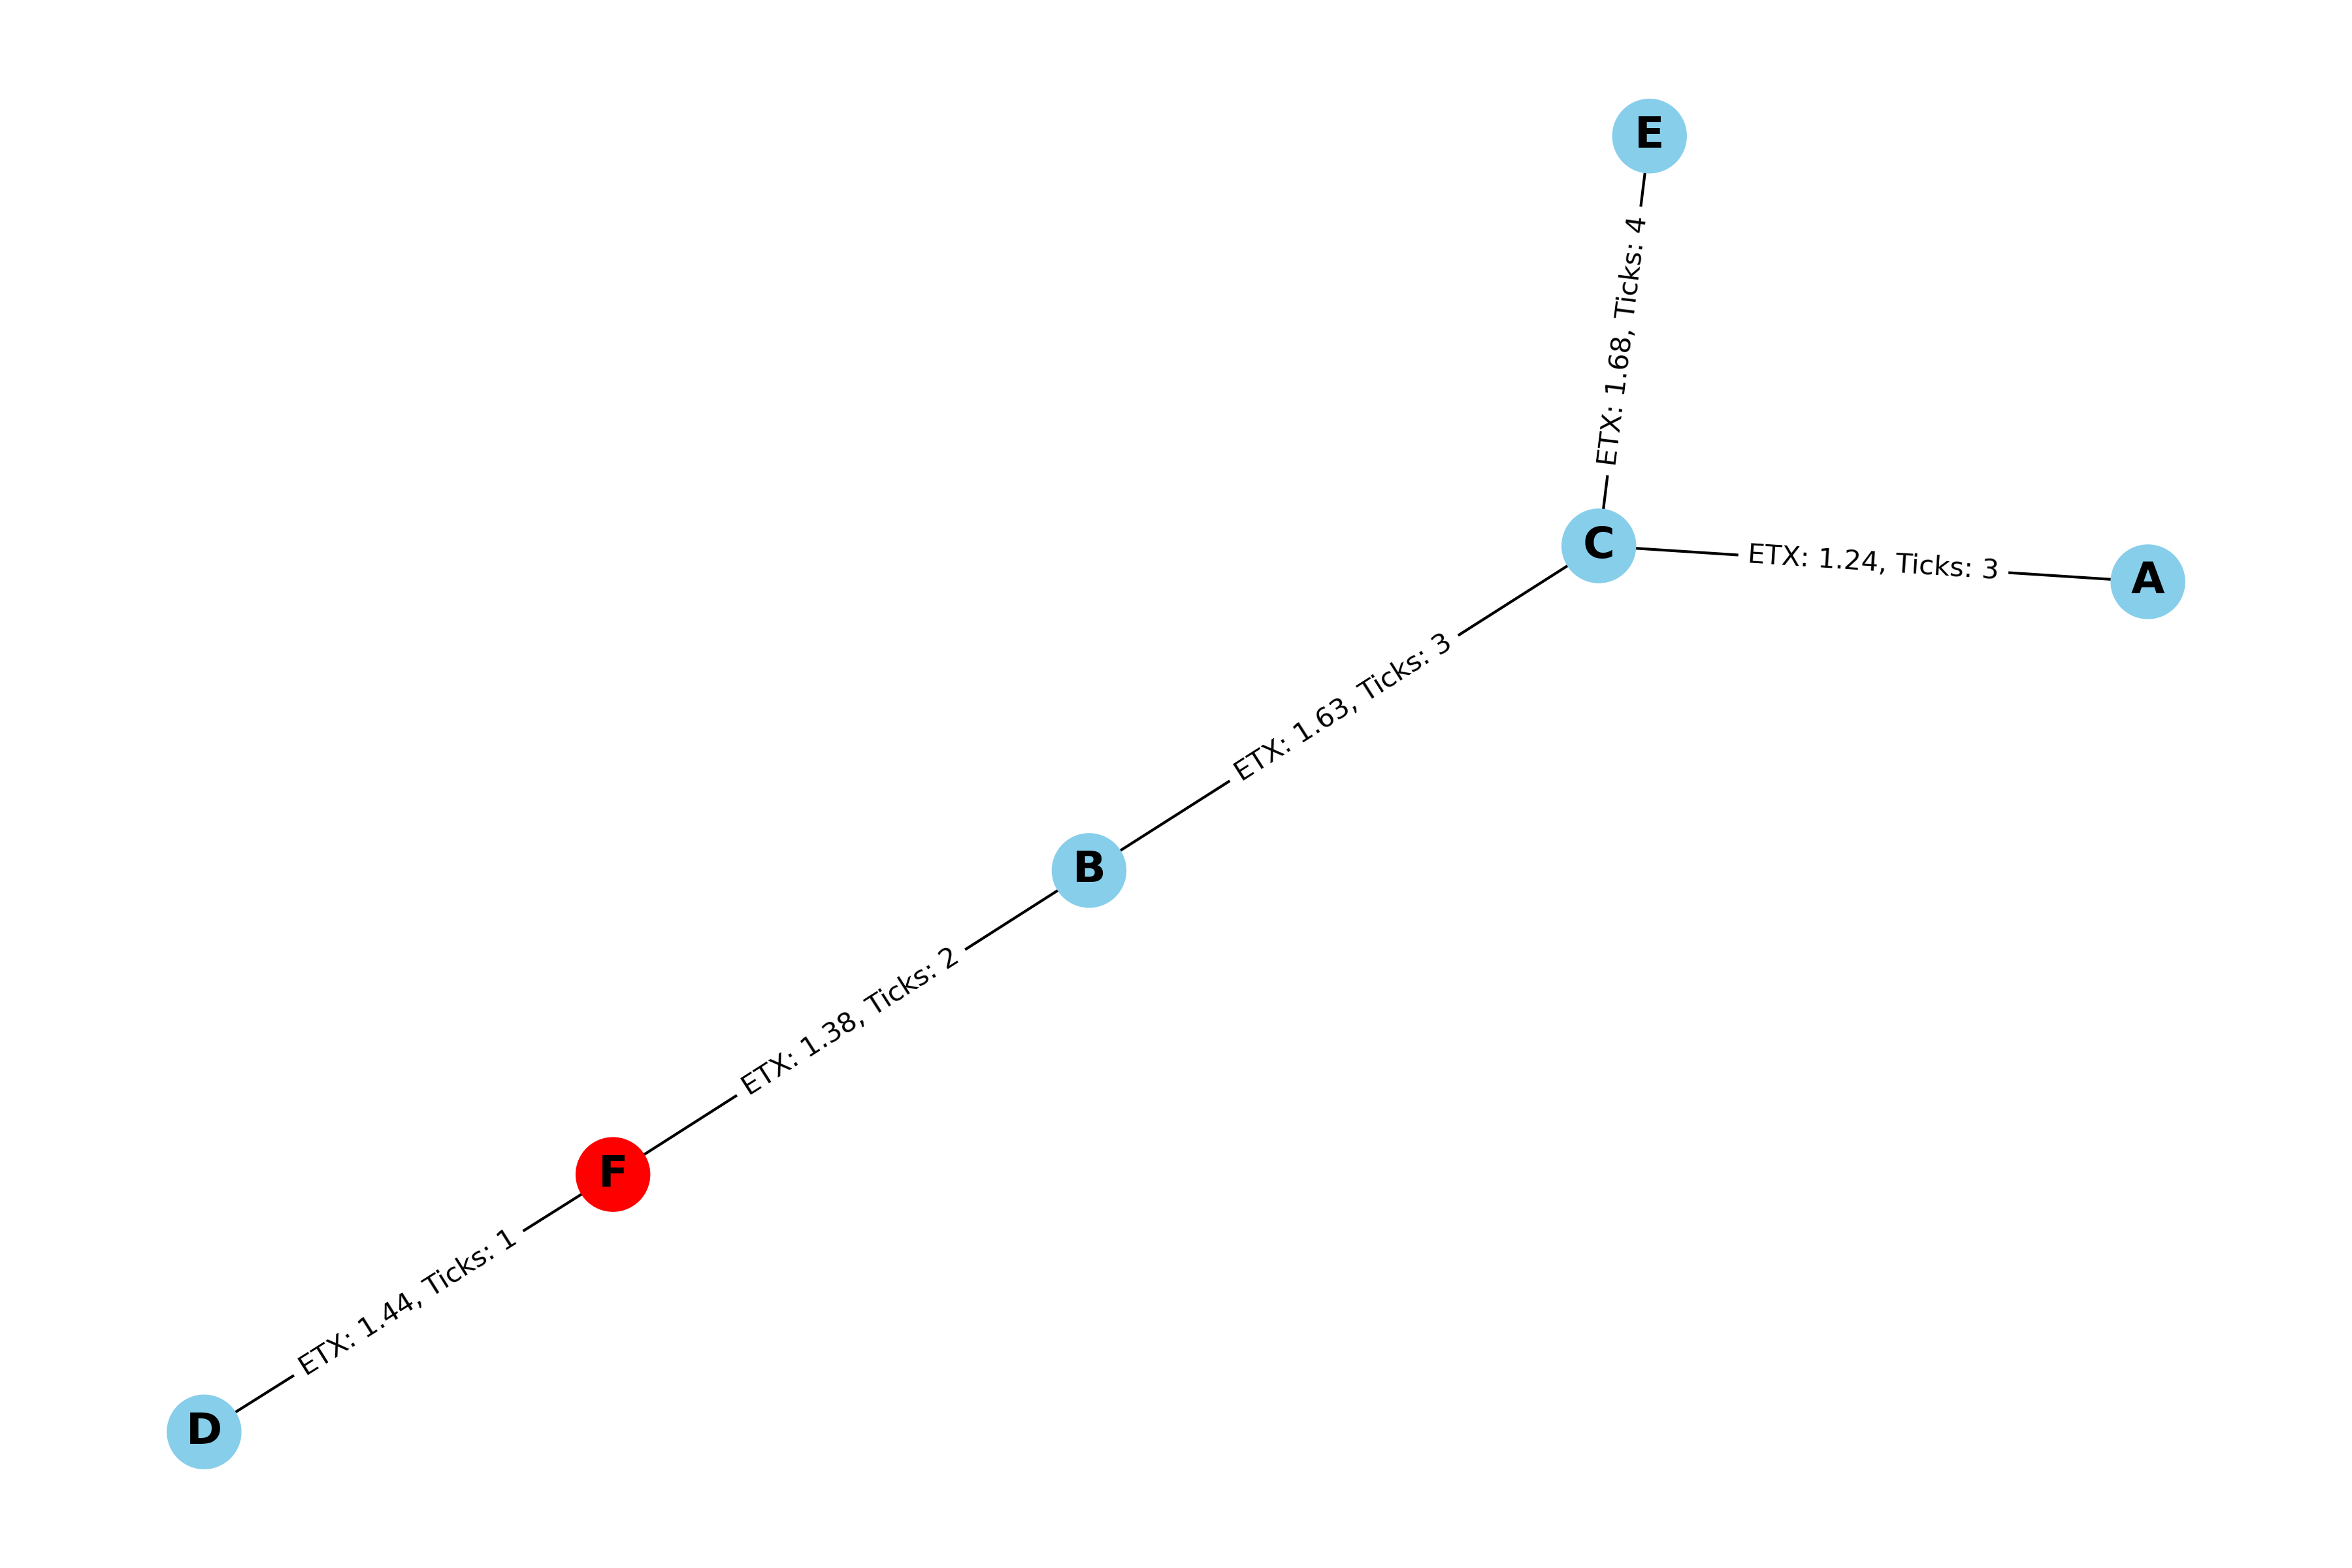 E
ETX: 1.68, Ticks: 4
C
ETX: 1.24, Ticks: 3
A
ETX: 1.63, Ticks: 3
B
ETX: 1.38, Ticks: 2
F
ETX: 1.44, Ticks: 1
D